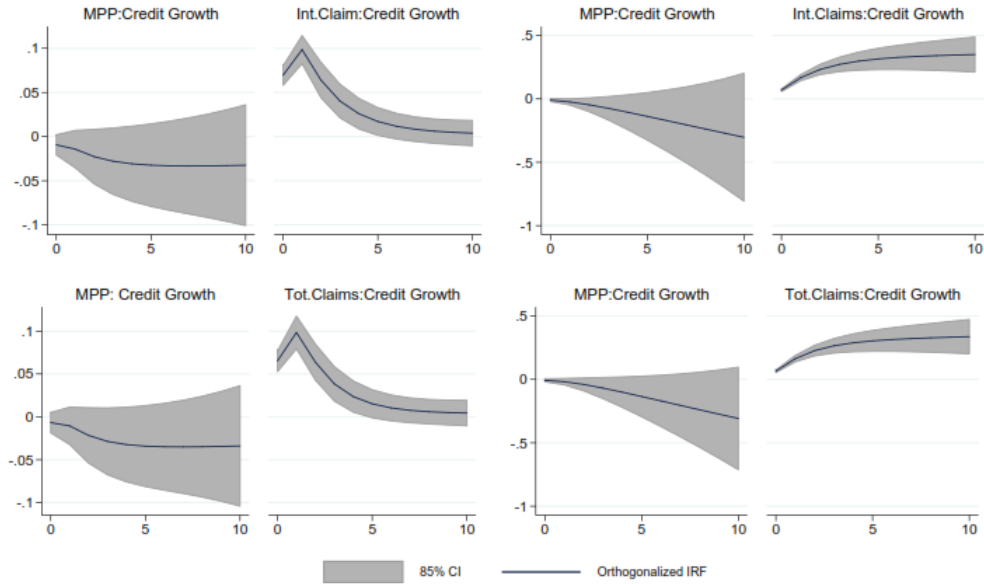 MPP:Credit Growth Int.Claim:Credit Growth MPP:Credit Growth Int.Claims:Credit Growth
.1 .5
.05
0 0
-.05 -.5
-.1 -1
0 5 10 0 5 10 0 5 10 0 5 10
MPP: Credit Growth Tot.Claims:Credit Growth MPP:Credit Growth Tot.Claims:Credit Growth
.1 .5
.05
0 0
-.05 -.5
-.1 -1
0 5 10 0 5 10 0 5 10 0 5 10
85% CI Orthogonalized IRF